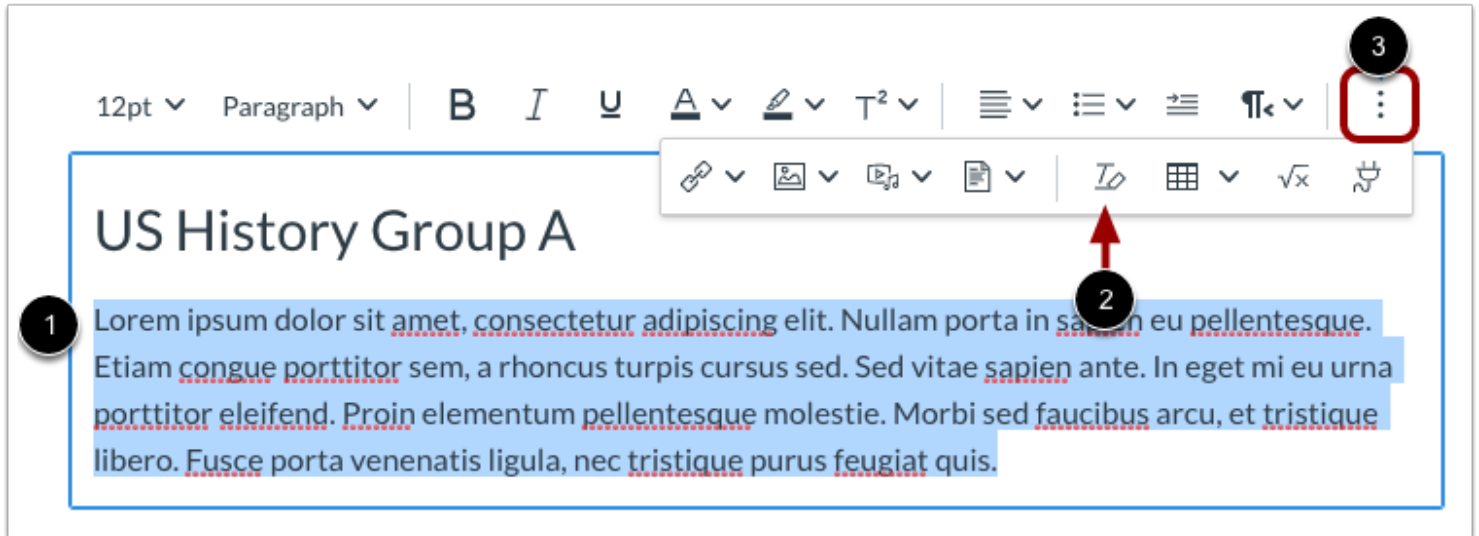 3
12pt Paragraph B I U A T² ¶
√x
US History Group A
2
1
Lorem ipsum dolor sit amet, consectetur adipiscing elit. Nullam porta in eu pellentesque.
Etiam congue porttitor sem, a rhoncus turpis cursus sed. Sed vitae sapien ante. In eget mi eu urna
porttitor eleifend. Proin elementum pellentesque molestie. Morbi sed faucibus arcu, et tristique
libero. Fusce porta venenatis ligula, nec tristique purus feugiat quis.